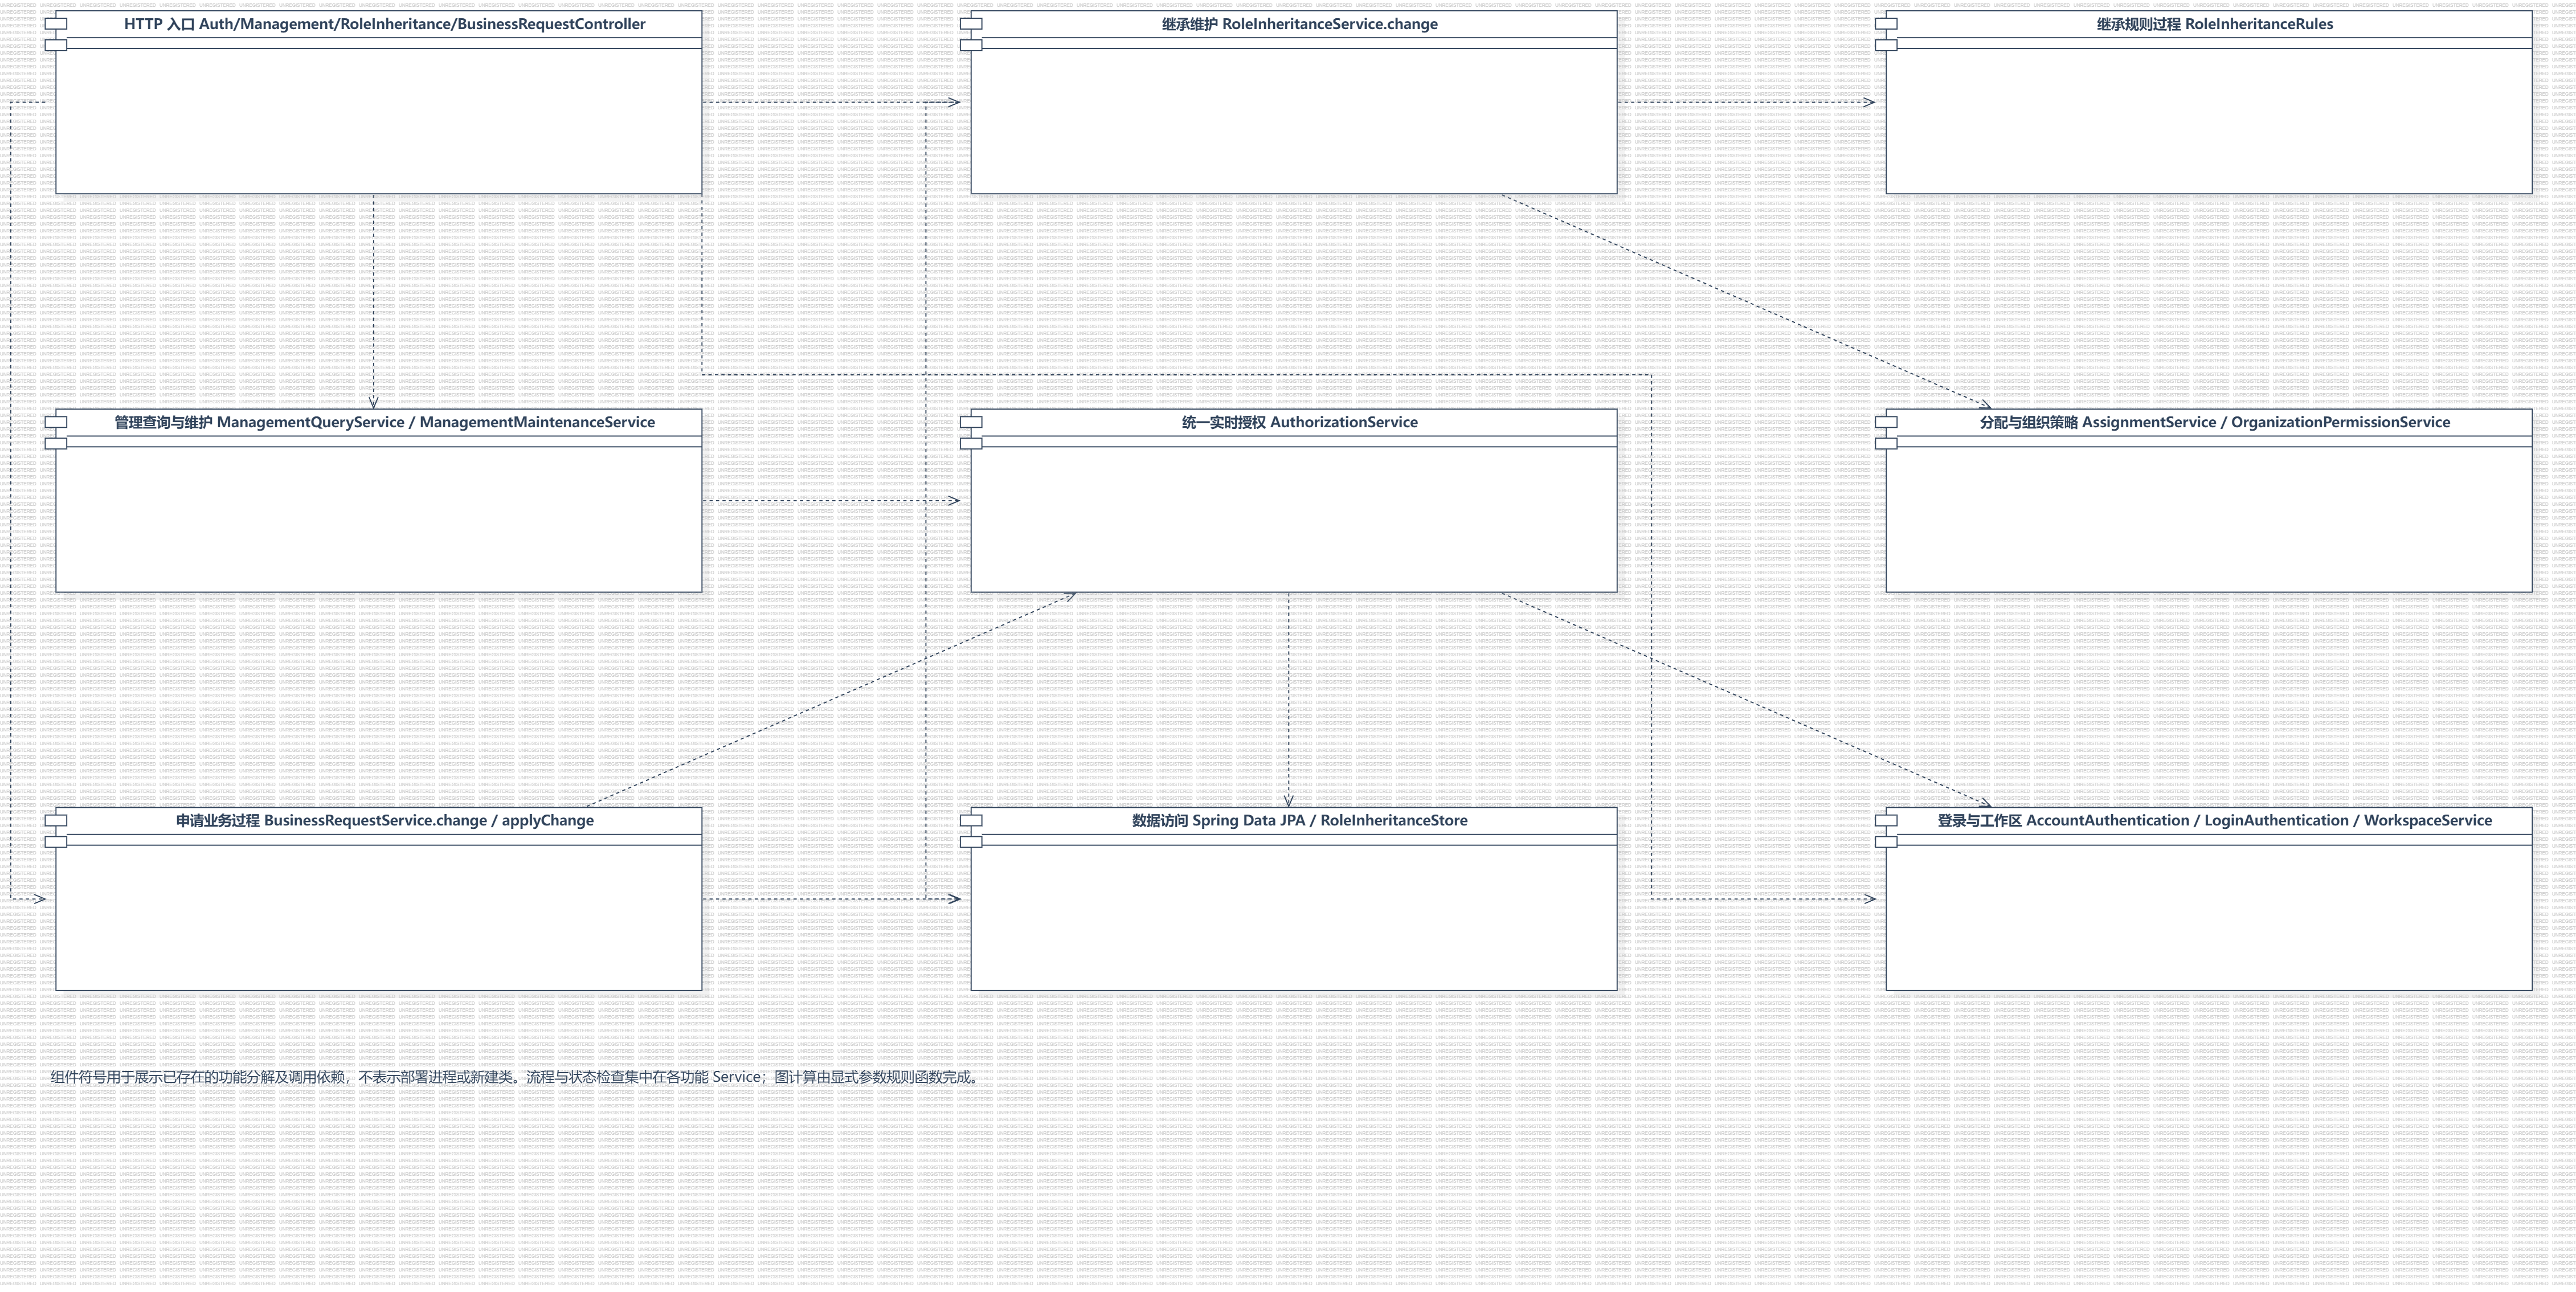 HTTP 入口 Auth/Management/RoleInheritance/BusinessRequestController
继承维护 RoleInheritanceService.change
继承规则过程 RoleInheritanceRules
管理查询与维护 ManagementQueryService / ManagementMaintenanceService
统一实时授权 AuthorizationService
分配与组织策略 AssignmentService / OrganizationPermissionService
申请业务过程 BusinessRequestService.change / applyChange
数据访问 Spring Data JPA / RoleInheritanceStore
登录与工作区 AccountAuthentication / LoginAuthentication / WorkspaceService
组件符号用于展示已存在的功能分解及调用依赖，不表示部署进程或新建类。流程与状态检查集中在各功能 Service；图计算由显式参数规则函数完成。
UNREGISTERED